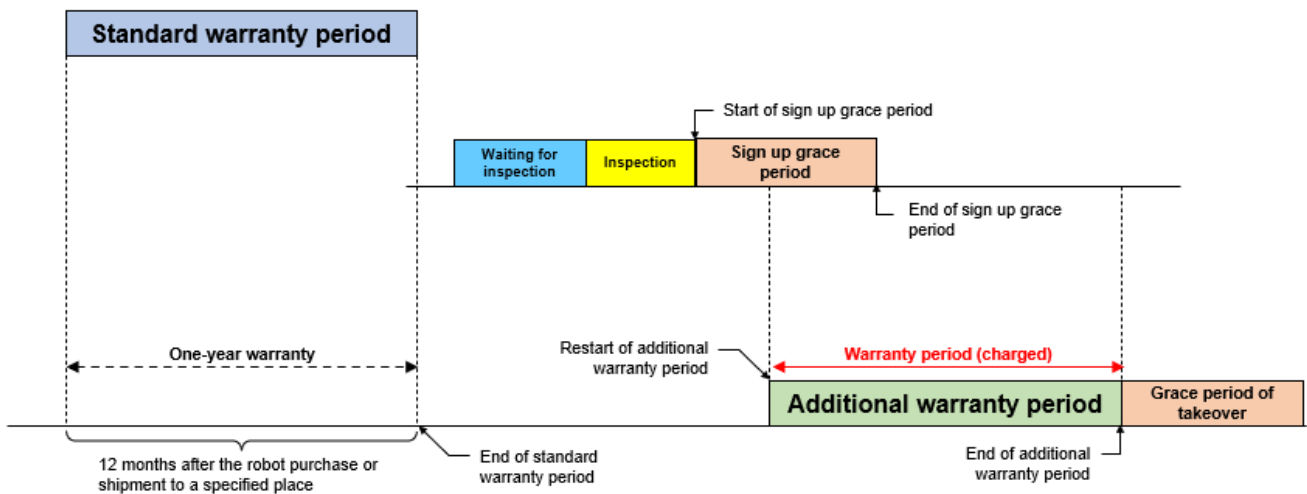 Standard warranty period
Start of sign up grace period
Waiting for
inspection
Inspection
Sign up grace
period
End of sign up grace
period
One-year warranty
Restart of additional
warranty period
Warranty period (charged)
Additional warranty period
Grace period of
takeover
12 months after the robot purchase or
shipment to a specified place
End of standard
warranty period
End of additional
warranty period